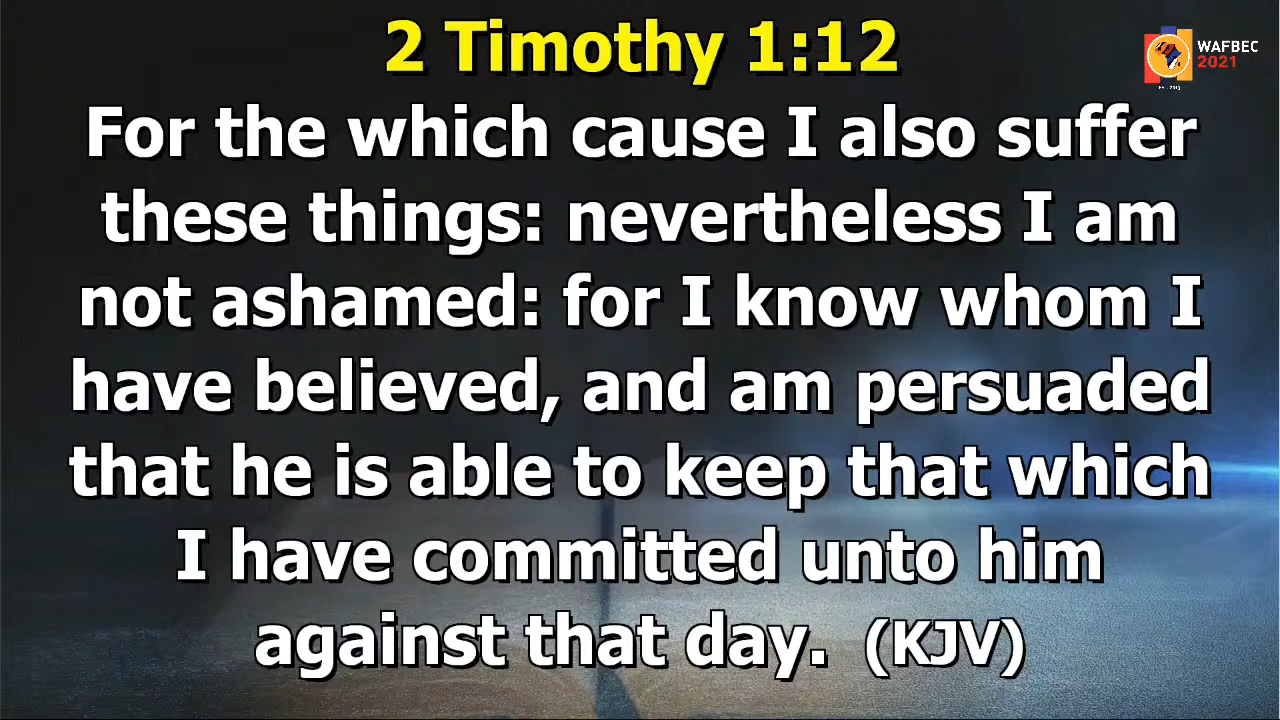 2 Timothy 1:12
WAFBEC
2021
For the which cause I also suffer
these things: nevertheless I am
not ashamed: for I know whom I
have believed, and am persuaded
that he is able to keep that which
I have committed unto him
against that day. (KJV)